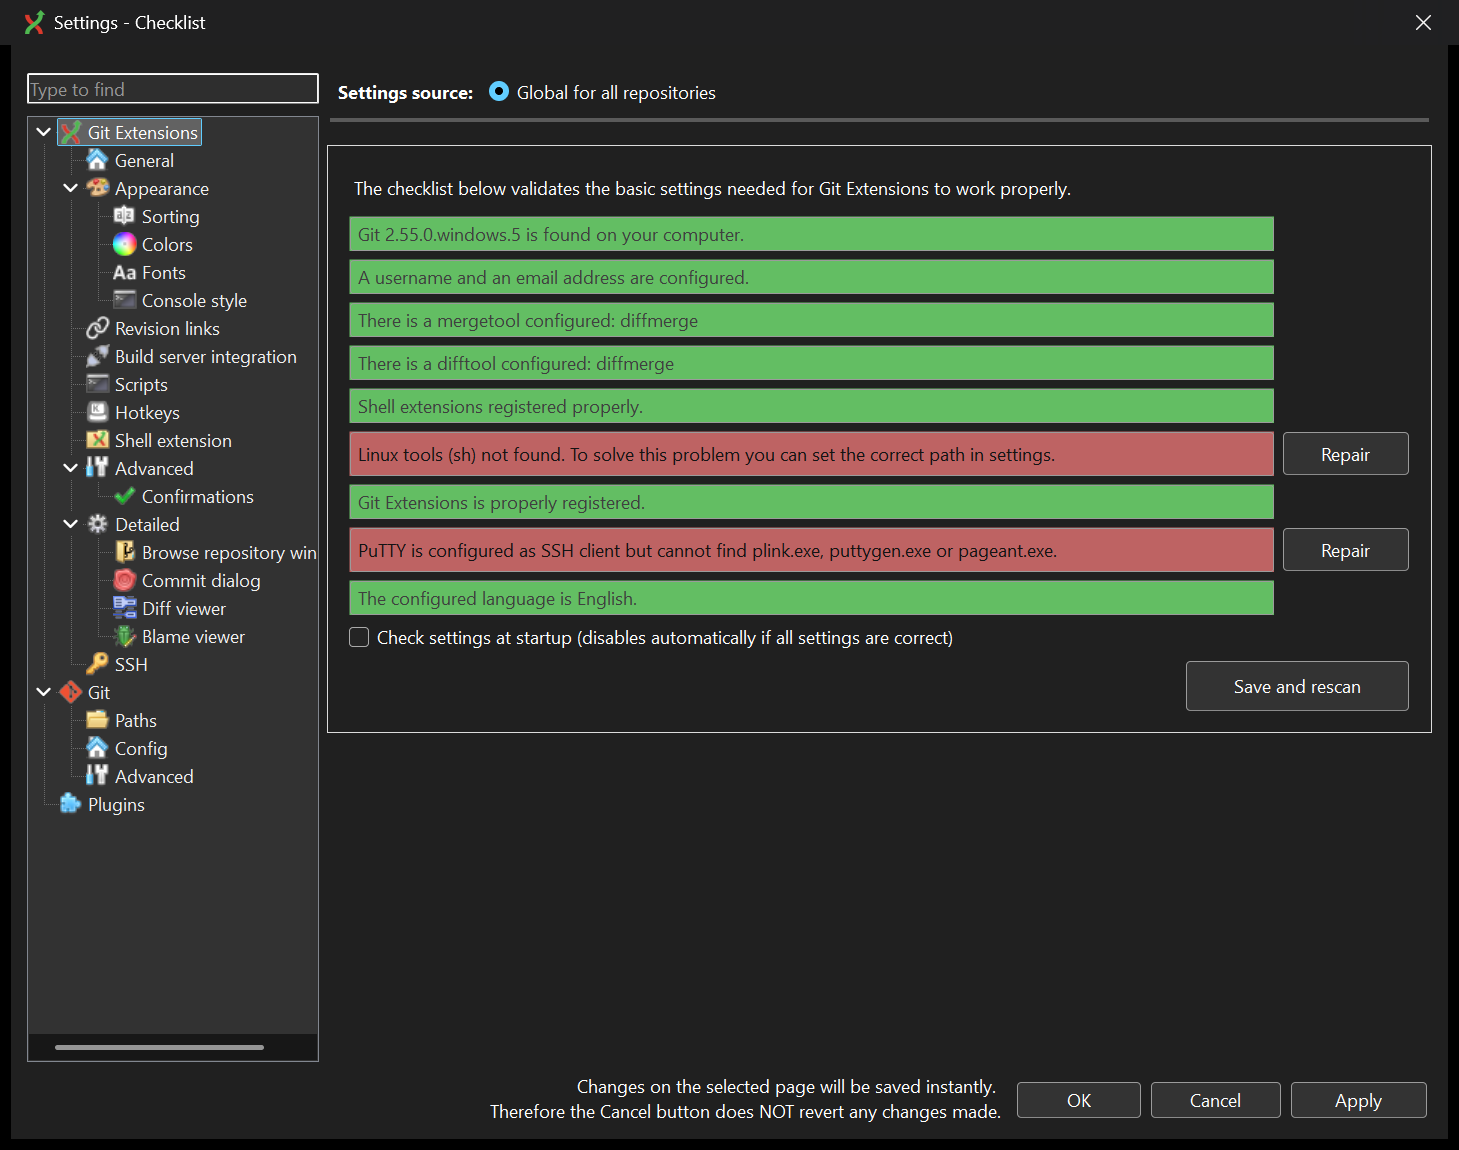 Settings - Checklist
Type to find
Settings source:
Global for all repositories
Git Extensions
General
Appearance
Sorting
Colors
Aa Fonts
Console style
Revision links
Build server integration
Scripts
Hotkeys
Shell extension
Advanced
Confirmations
Detailed
Browse repository win
Commit dialog
Diff viewer
Blame viewer
SSH
Git
Paths
Config
Advanced
Plugins
The checklist below validates the basic settings needed for Git Extensions to work properly.
Git 2.55.0.windows.5 is found on your computer.
A username and an email address are configured.
There is a mergetool configured: diffmerge
There is a difftool configured: diffmerge
Shell extensions registered properly.
Linux tools (sh) not found. To solve this problem you can set the correct path in settings.
Repair
Git Extensions is properly registered.
PuTTY is configured as SSH client but cannot find plink.exe, puttygen.exe or pageant.exe.
Repair
The configured language is English.
Check settings at startup (disables automatically if all settings are correct)
Save and rescan
Changes on the selected page will be saved instantly.
Therefore the Cancel button does NOT revert any changes made.
OK
Cancel
Apply